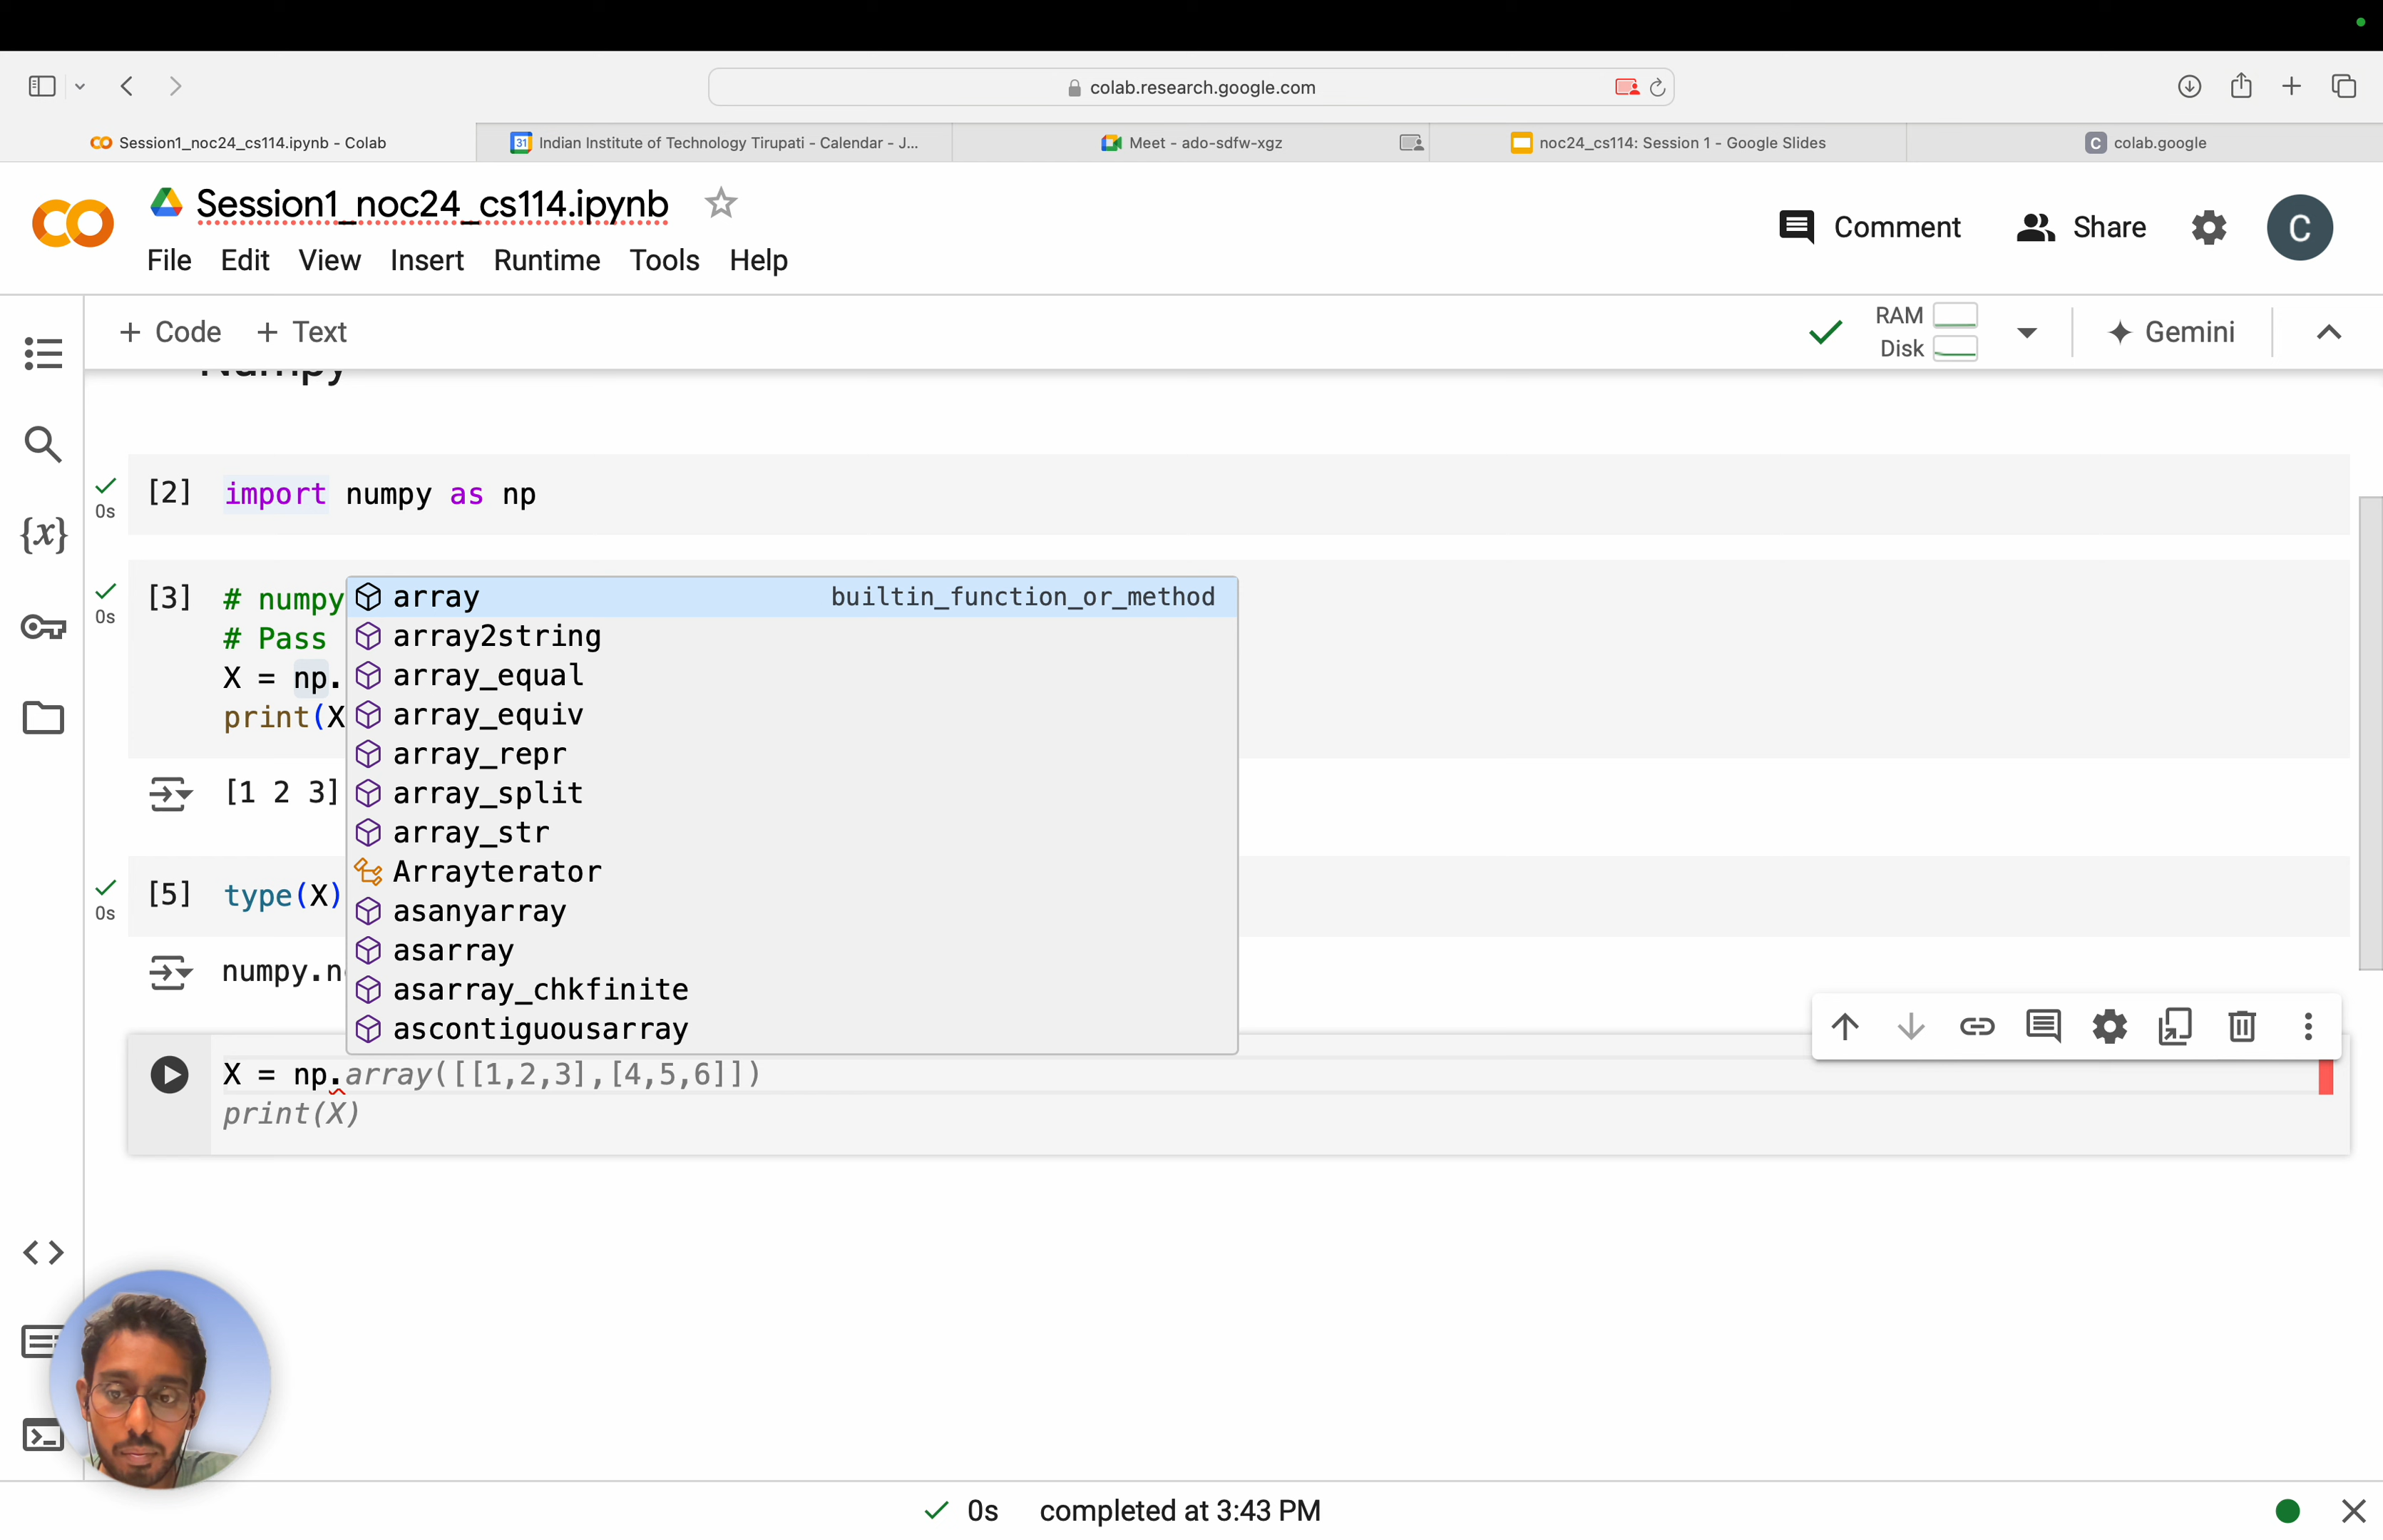 colab.research.google.com
Session1_noc24_cs114.ipynb - Colab
31
Indian Institute of Technology Tirupati - Calendar - J...
Meet - ado-sdfw-xgz
noc24_cs114: Session 1 - Google Slides
C
colab.google
Session1_noc24_cs114.ipynb
Comment
Share
C
File Edit View Insert Runtime Tools Help
+ Code + Text
RAM
Disk
Gemini
Numpy
[2] import numpy as np
0s
[3] # numpy
0s
# Pass
X = np.
print(X
[1 2 3]
[5] type(X)
0s
numpy.n
array builtin_function_or_method
array2string
array_equal
array_equiv
array_repr
array_split
array_str
Arrayterator
asanyarray
asarray
asarray_chkfinite
ascontiguousarray
X = np.array([[1,2,3],[4,5,6]])
print(X)
{x}
0s completed at 3:43 PM